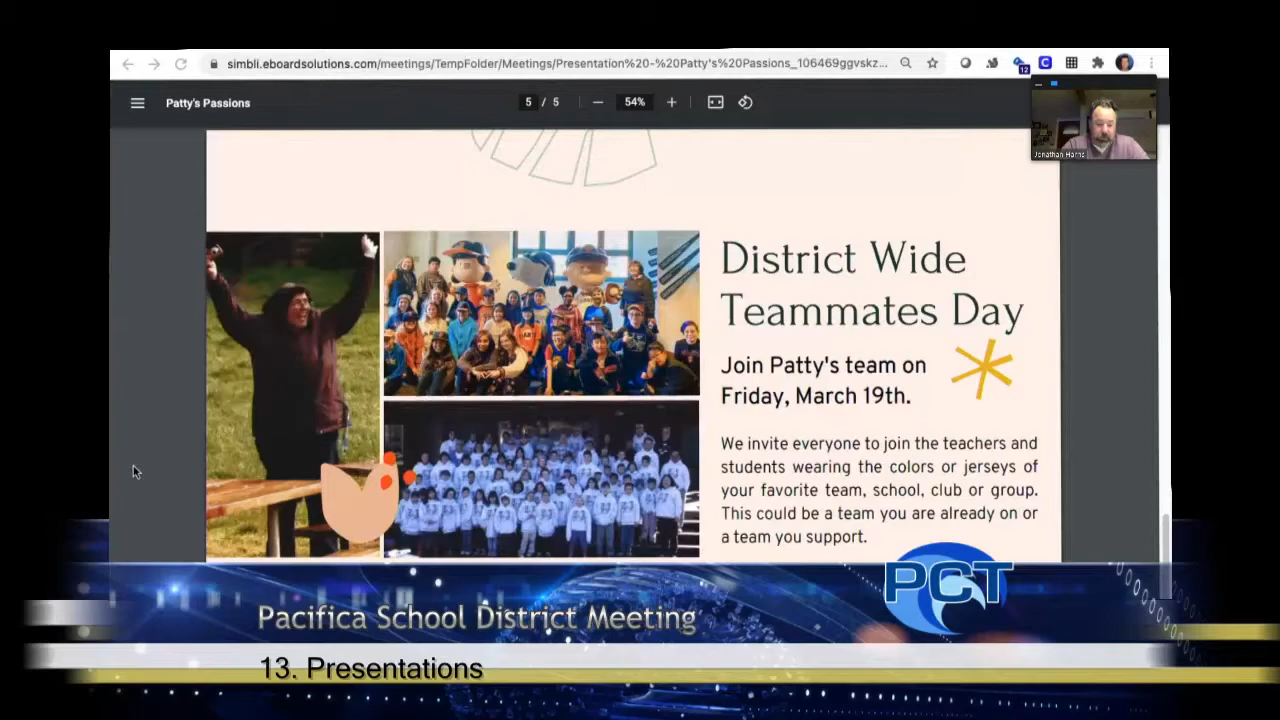 simbli.eboardsolutions.com/meetings/TempFolder/Meetings/Presentation%20-%20Patty's%20Passions_106469ggvskz...
12
Patty's Passions
5 / 5
54%
Jonathan Harris
District Wide
Teammates Day
Join Patty's team on
Friday, March 19th.
We invite everyone to join the teachers and
students wearing the colors or jerseys of
your favorite team, school, club or group.
This could be a team you are already on or
a team you support.
PCT
Pacifica School District Meeting
13. Presentations